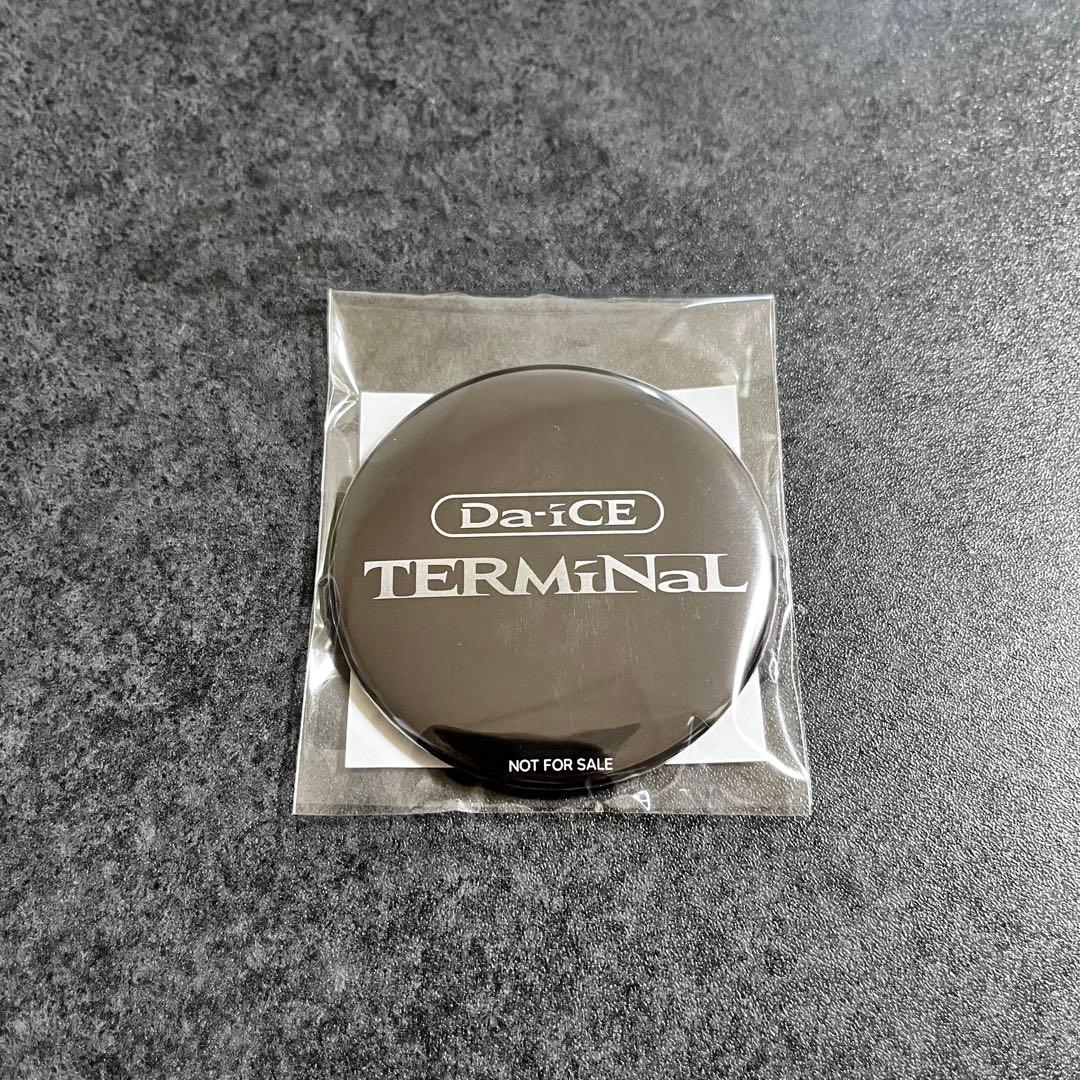 Da-iCE
TERMiNaL
NOT FOR SALE